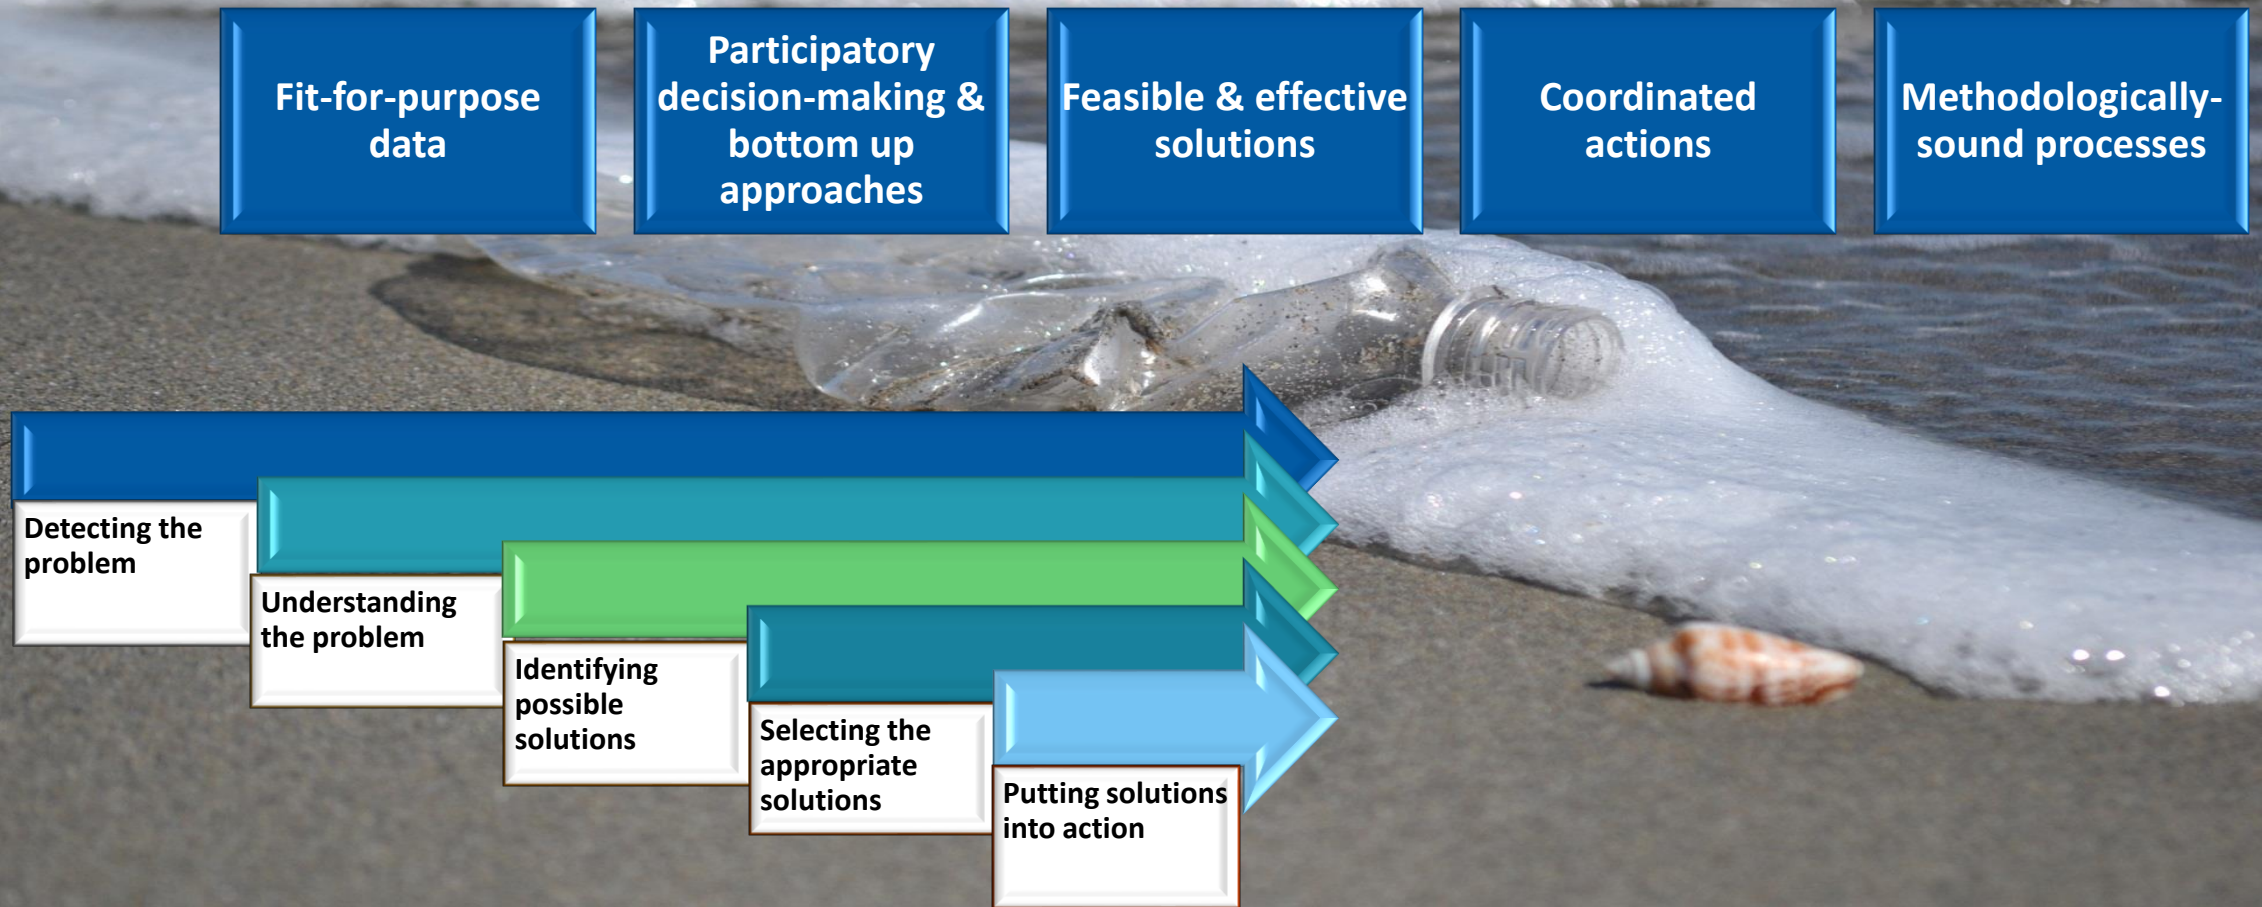 Fit-for-purpose
data
Participatory
decision-making &
bottom up
approaches
Feasible & effective
solutions
Coordinated
actions
Methodologically-
sound processes
Detecting the
problem
Understanding
the problem
Identifying
possible
solutions
Selecting the
appropriate
solutions
Putting solutions
into action